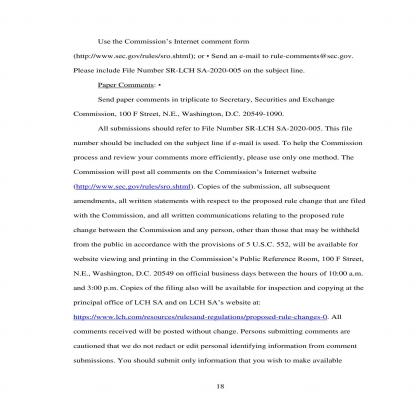 Use the Commission's Internet comment form
(http://www.sec.gov/rules/sro.shtml); or • Send an e-mail to rule-comments@sec.gov.
Please include File Number SR-LCH SA-2020-005 on the subject line.
Paper Comments: •
Send paper comments in triplicate to Secretary, Securities and Exchange
Commission, 100 F Street, N.E., Washington, D.C. 20549-1090.
All submissions should refer to File Number SR-LCH SA-2020-005. This file
number should be included on the subject line if e-mail is used. To help the Commission
process and review your comments more efficiently, please use only one method. The
Commission will post all comments on the Commission's Internet website
(http://www.sec.gov/rules/sro.shtml). Copies of the submission, all subsequent
amendments, all written statements with respect to the proposed rule change that are filed
with the Commission, and all written communications relating to the proposed rule
change between the Commission and any person, other than those that may be withheld
from the public in accordance with the provisions of 5 U.S.C. 552, will be available for
website viewing and printing in the Commission's Public Reference Room, 100 F Street,
N.E., Washington, D.C. 20549 on official business days between the hours of 10:00 a.m.
and 3:00 p.m. Copies of the filing also will be available for inspection and copying at the
principal office of LCH SA and on LCH SA's website at:
https://www.lch.com/resources/rulesand-regulations/proposed-rule-changes-0. All
comments received will be posted without change. Persons submitting comments are
cautioned that we do not redact or edit personal identifying information from comment
submissions. You should submit only information that you wish to make available
18